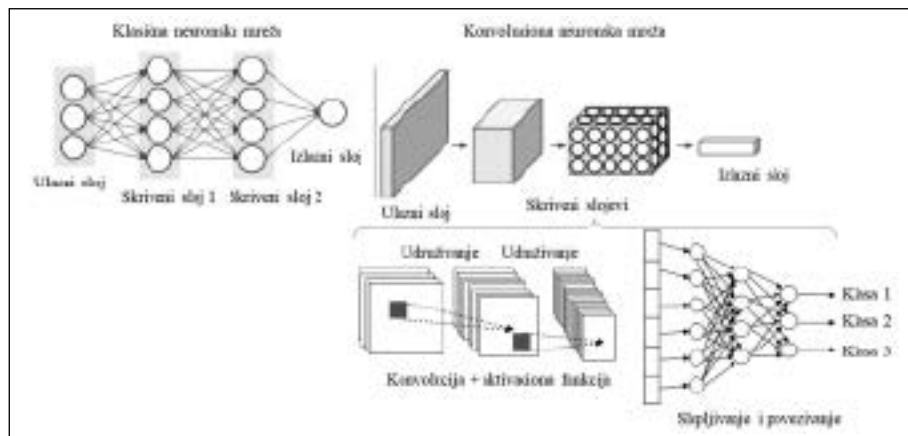 Klasična neuronska mreža
Konvoluciona neuronska mreža
Ulazni sloj
Skriveni sloj 1
Skriveni sloj 2
Izlazni sloj
Ulazni sloj
Skriveni slojevi
Izlazni sloj
Udruživanje
Udruživanje
Konvolucija + aktivaciona funkcija
Klasa 1
Klasa 2
Klasa 3
Slepljivanje i povezivanje